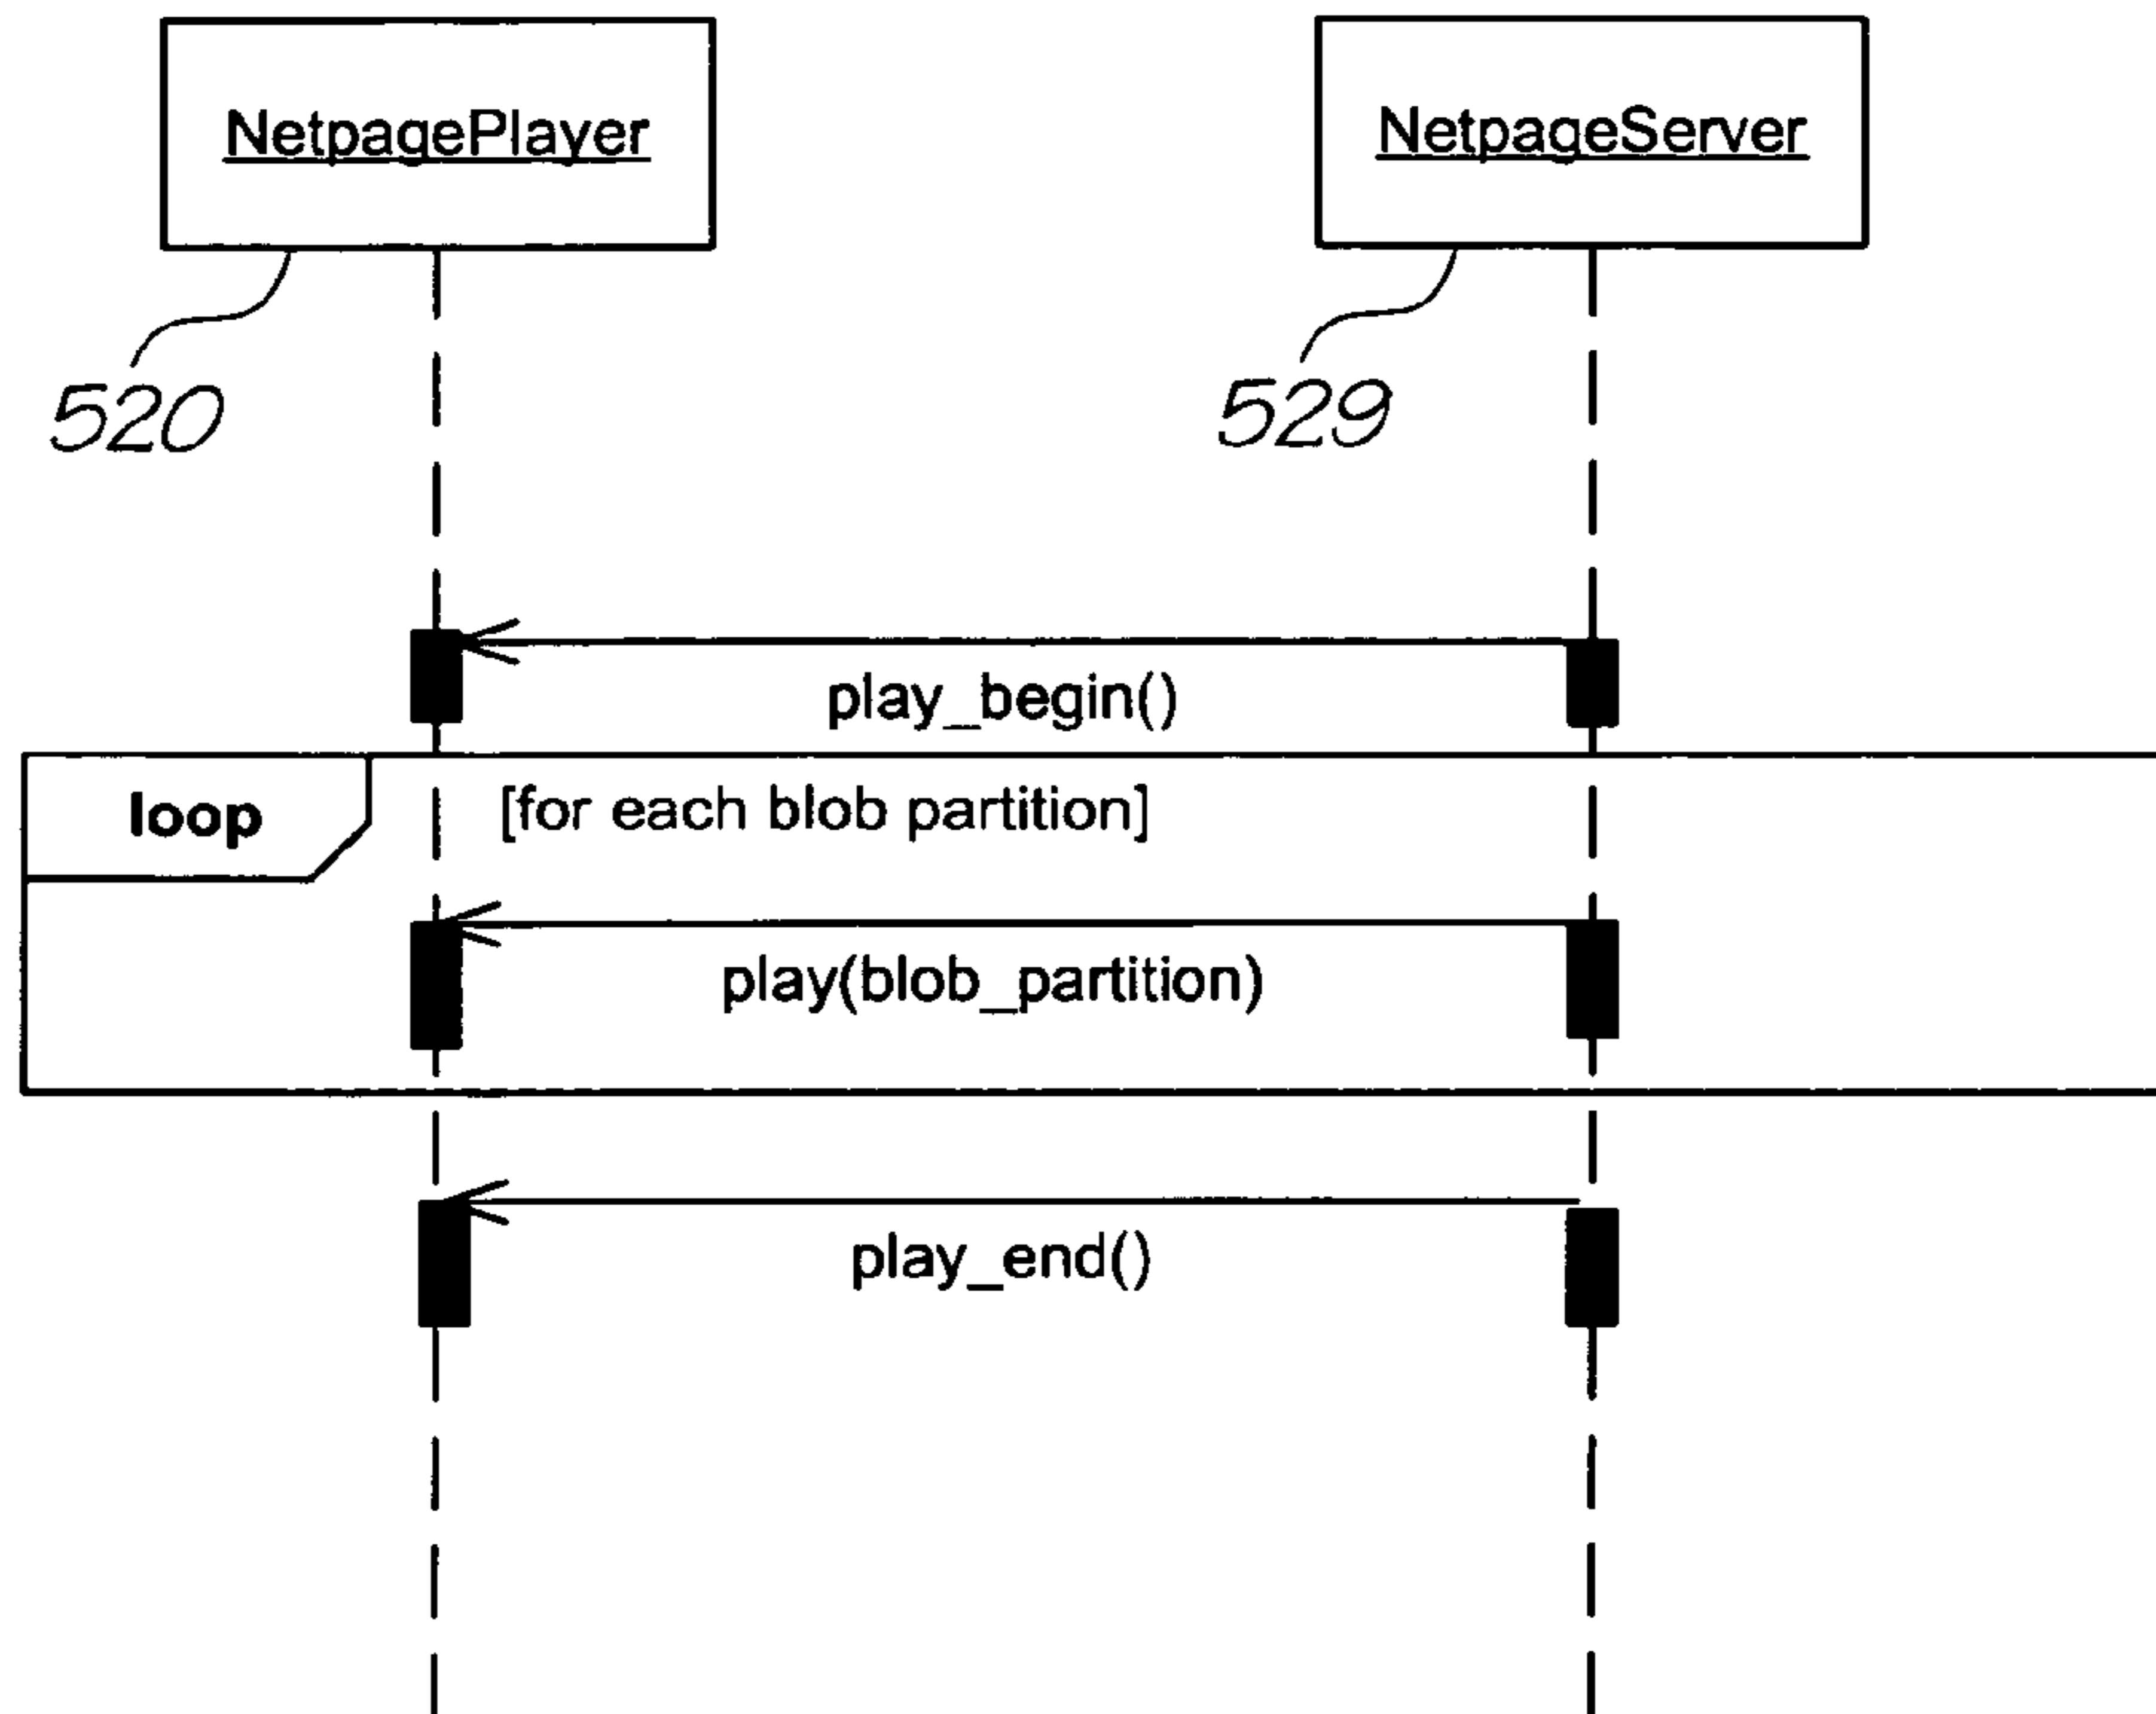 NetpagePlayer
NetpageServer
520
529
play_begin()
loop
[for each blob partition]
play(blob_partition)
play_end()